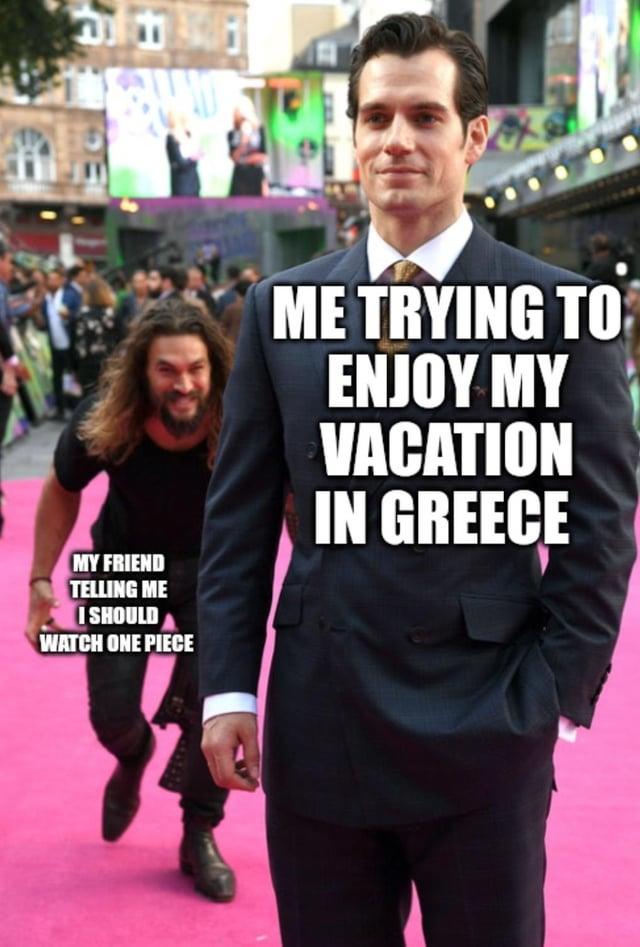 ME TRYING TO
ENJOY MY
VACATION
IN GREECE
MY FRIEND
TELLING ME
I SHOULD
WATCH ONE PIECE